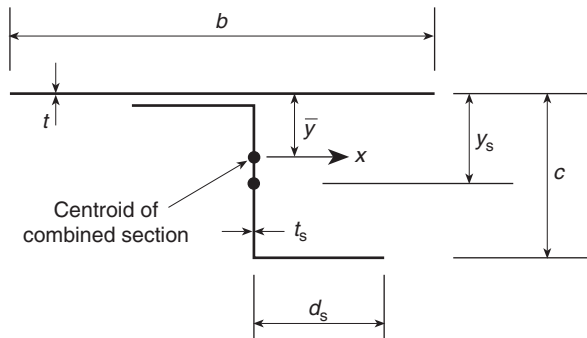 b
t
y̅
x
y_s
c
Centroid of
combined section
t_s
d_s